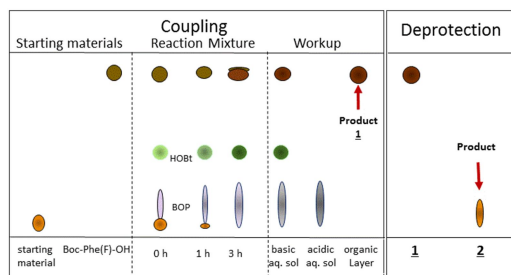 Coupling
Deprotection
Starting materials
Reaction Mixture
Workup
Product
1
Product
HOBt
BOP
starting material
Boc-Phe(F)-OH
0 h
1 h
3 h
basic aq. sol
acidic aq. sol
organic Layer
1
2